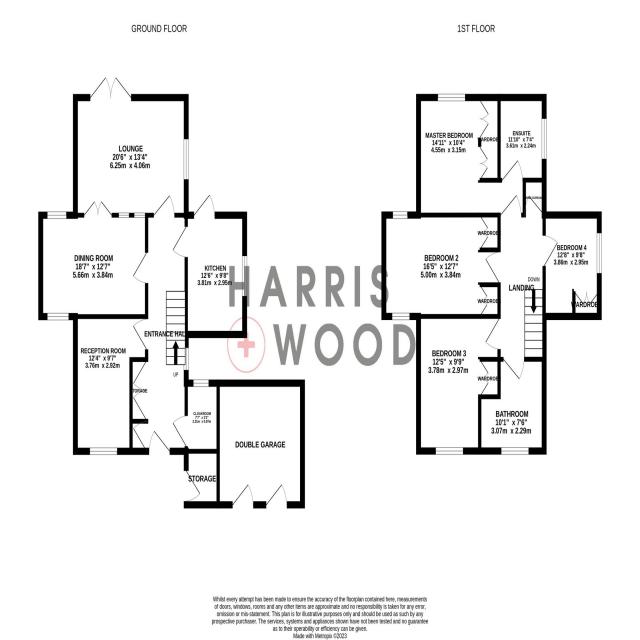 GROUND FLOOR
1ST FLOOR
LOUNGE
20'6" x 13'4"
6.25m x 4.06m
DINING ROOM
18'7" x 12'7"
5.66m x 3.84m
KITCHEN
12'6" x 9'8"
3.81m x 2.95m
ENTRANCE HALL
RECEPTION ROOM
12'4" x 9'7"
3.76m x 2.92m
UP
STORAGE
CLOAKROOM
DOUBLE GARAGE
STORAGE
MASTER BEDROOM
14'11" x 10'4"
4.55m x 3.15m
WARDROBE
ENSUITE
11'10" x 7'4"
3.61m x 2.24m
WARDROBE
BEDROOM 2
16'5" x 12'7"
5.00m x 3.84m
WARDROBE
BEDROOM 4
12'8" x 9'8"
3.86m x 2.95m
WARDROBE
DOWN
LANDING
BEDROOM 3
12'5" x 9'9"
3.78m x 2.97m
WARDROBE
BATHROOM
10'1" x 7'6"
3.07m x 2.29m
HARRIS
WOOD
Whilst every attempt has been made to ensure the accuracy of the floorplan contained here, measurements
of doors, windows, rooms and any other items are approximate and no responsibility is taken for any error,
omission or mis-statement. This plan is for illustrative purposes only and should be used as such by any
prospective purchaser. The services, systems and appliances shown have not been tested and no guarantee
as to their operability or efficiency can be given.
Made with Metropix ©2023